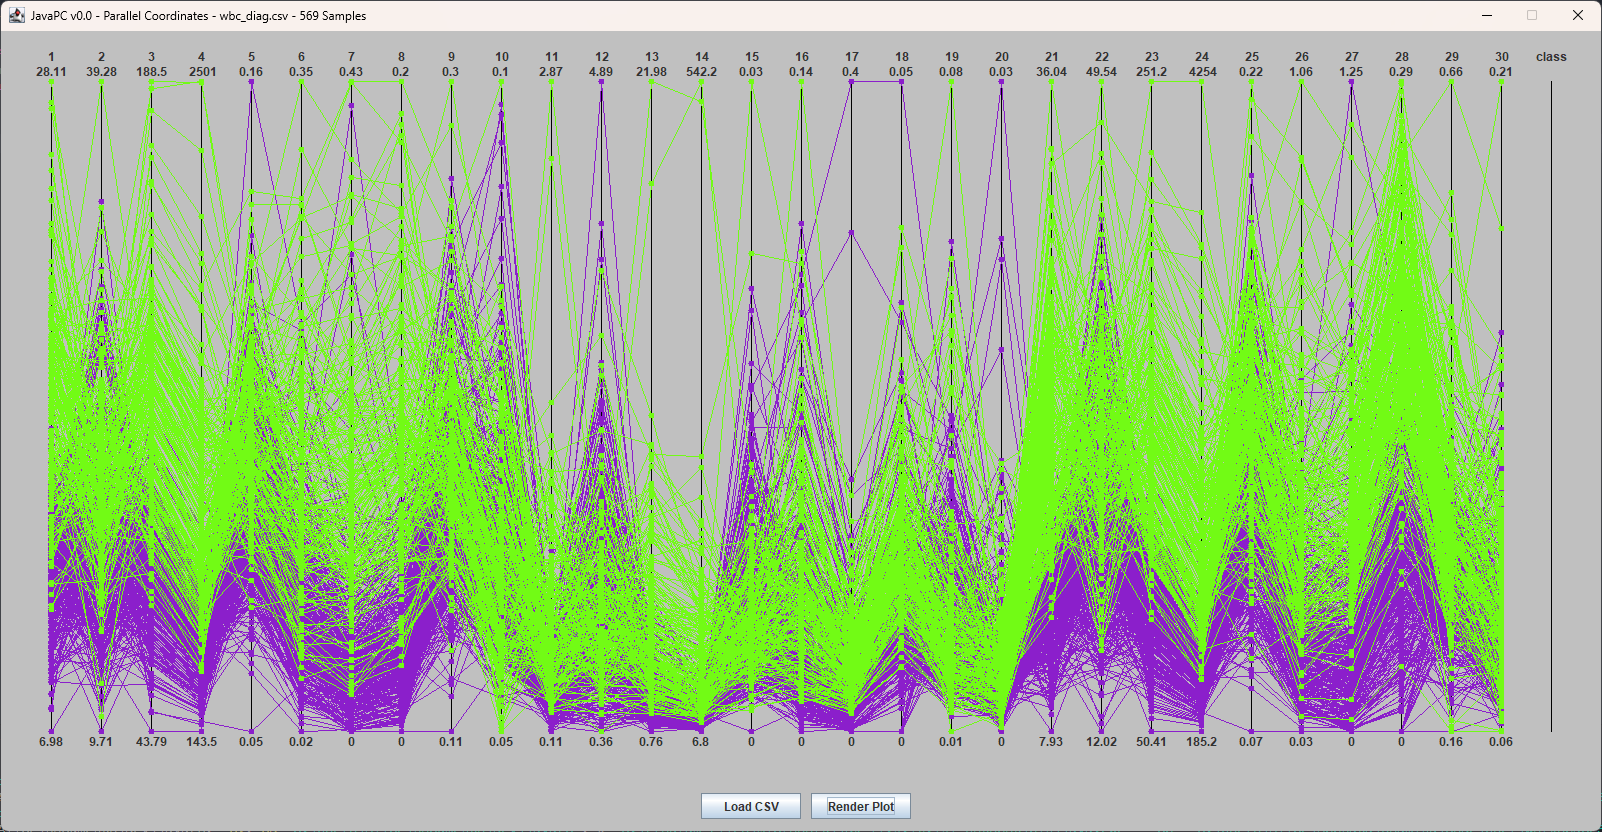 JavaPC v0.0 - Parallel Coordinates - wbc_diag.csv - 569 Samples
1 2 3 4 5 6 7 8 9 10 11 12 13 14 15 16 17 18 19 20 21 22 23 24 25 26 27 28 29 30 class
28.11 39.28 188.5 2501 0.16 0.35 0.43 0.2 0.3 0.1 2.87 4.89 21.98 542.2 0.03 0.14 0.4 0.05 0.08 0.03 36.04 49.54 251.2 4254 0.22 1.06 1.25 0.29 0.66 0.21
6.98 9.71 43.79 143.5 0.05 0.02 0 0 0.11 0.05 0.11 0.36 0.76 6.8 0 0 0 0 0.01 0 7.93 12.02 50.41 185.2 0.07 0.03 0 0 0.16 0.06
Load CSV Render Plot